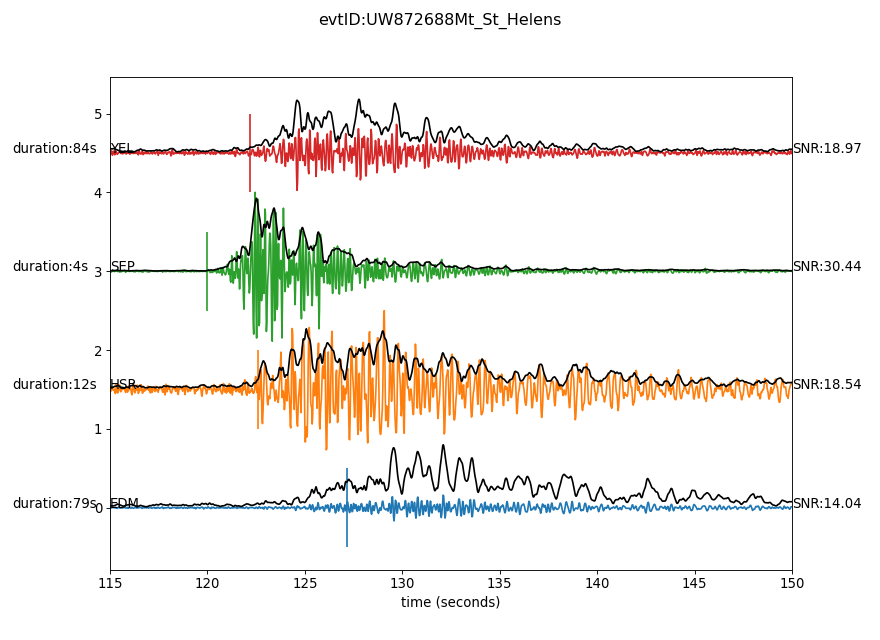 evtID:UW872688Mt_St_Helens
5
duration:84s YEL SNR:18.97
4
duration:4s SEP 3 SNR:30.44
2
duration:12s HSR SNR:18.54
1
duration:79s EDM 0 SNR:14.04
115 120 125 130 135 140 145 150
time (seconds)